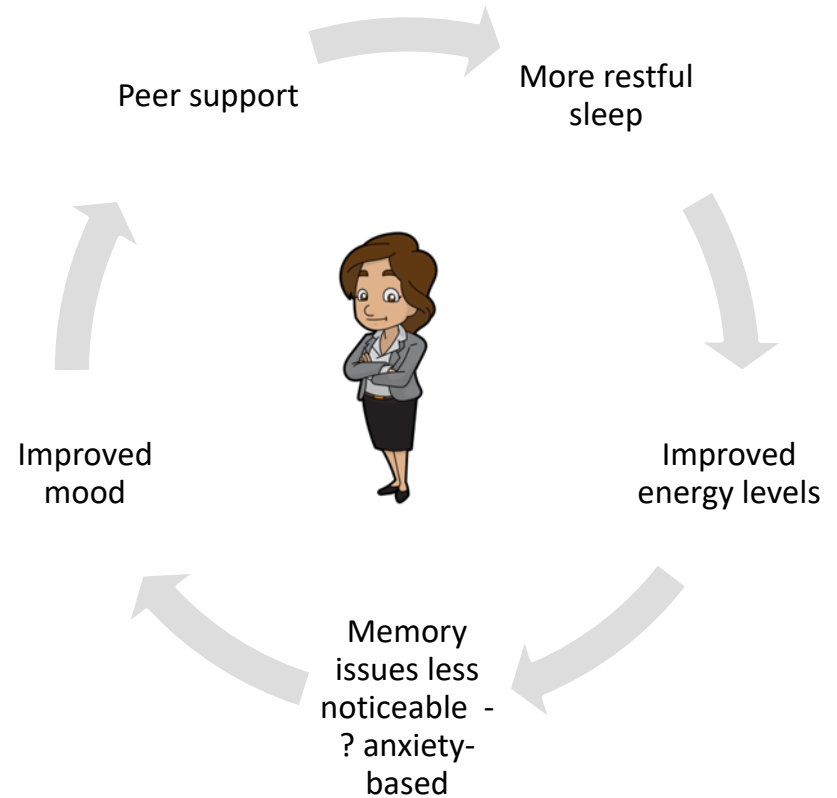 Peer support
More restful
sleep
Improved
energy levels
Memory
issues less
noticeable -
? anxiety-
based
Improved
mood